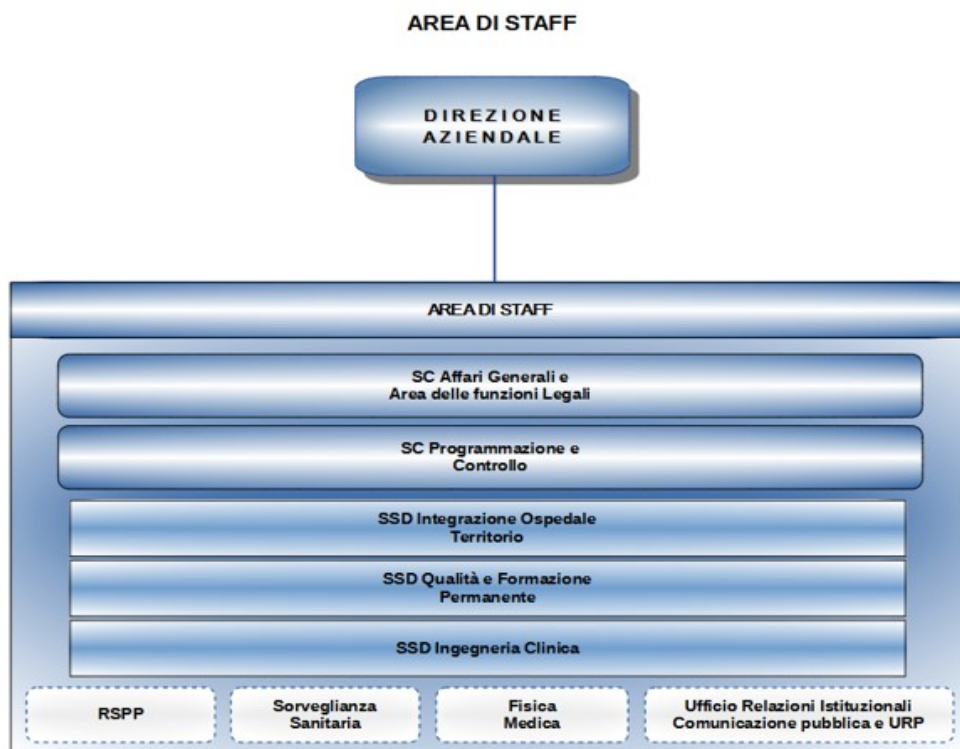 AREA DI STAFF
DIREZIONE
AZIENDALE
AREA DI STAFF
SC Affari Generali e
Area delle funzioni Legali
SC Programmazione e
Controllo
SSD Integrazione Ospedale
Territorio
SSD Qualità e Formazione
Permanente
SSD Ingegneria Clinica
RSPP
Sorveglianza
Sanitaria
Fisica
Medica
Ufficio Relazioni Istituzionali
Comunicazione pubblica e URP